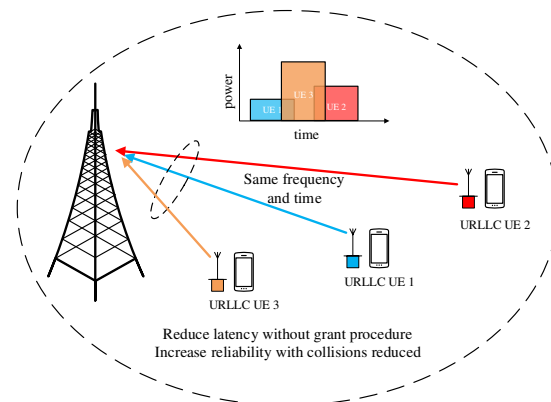 power
UE 1
UE 3
UE 2
time
Same frequency
and time
URLLC UE 2
URLLC UE 1
URLLC UE 3
Reduce latency without grant procedure
Increase reliability with collisions reduced